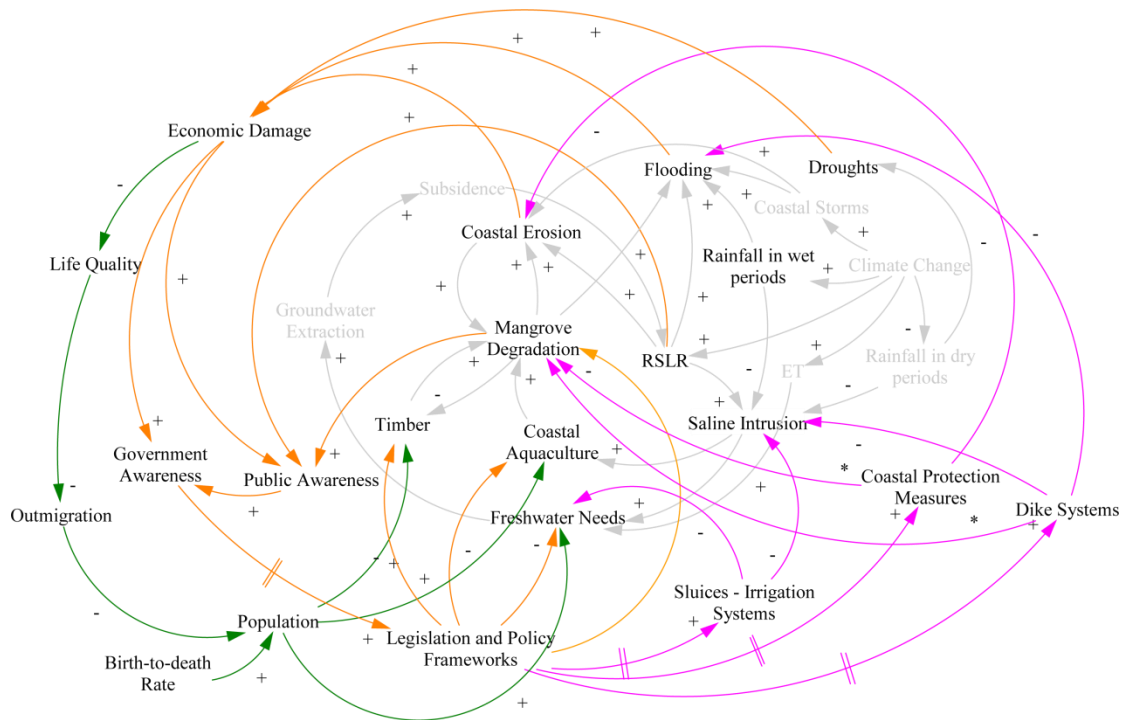 +
+
+
+
+
Economic Damage
-
+
Flooding
Droughts
-
Subsidence
+
+
Coastal Storms
+
+
Coastal Erosion
+
+
-
-
Life Quality
+
Rainfall in wet
periods
Climate Change
+
+
+
+
+
Groundwater
Extraction
+
Mangrove
Degradation
RSLR
+
+
-
Rainfall in dry
periods
+
+
-
+
-
ET
-
-
+
Timber
Coastal
Aquaculture
+
Saline Intrusion
+
Government
Awareness
Public Awareness
+
+
-
*
Coastal Protection
Measures
-
Outmigration
+
Freshwater Needs
+
+
*
+
Dike Systems
-
-
-
-
+
+
-
Sluices - Irrigation
Systems
-
Population
+
Legislation and Policy
Frameworks
+
Birth-to-death
Rate
+
+